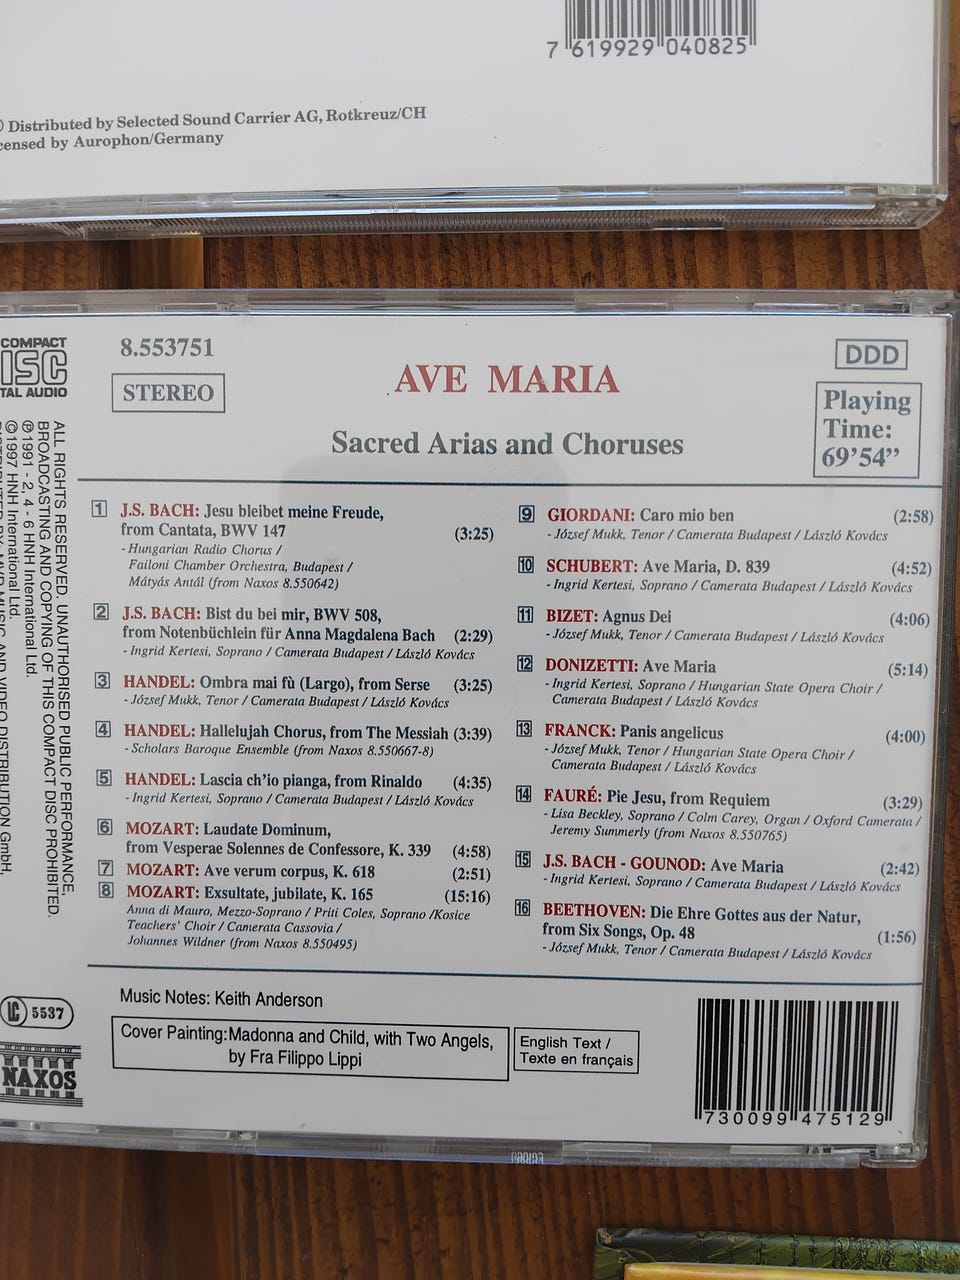 7 619929 040825
Distributed by Selected Sound Carrier AG, Rotkreuz/CH
censed by Aurophon/Germany
COMPACT
DISC
TAL AUDIO
ALL RIGHTS RESERVED. UNAUTHORISED PUBLIC PERFORMANCE,
BROADCASTING AND COPYING OF THIS COMPACT DISC PROHIBITED.
℗1991 - 2, 4 - 6 HNH International Ltd.
©1997 HNH International Ltd.
DISTRIBUTED BY: MVD MUSIC AND VIDEO DISTRIBUTION GmbH,
8.553751
STEREO
AVE MARIA
Sacred Arias and Choruses
DDD
Playing
Time:
69’54”
1 J.S. BACH: Jesu bleibet meine Freude,
from Cantata, BWV 147 (3:25)
- Hungarian Radio Chorus /
Failoni Chamber Orchestra, Budapest /
Mátyás Antál (from Naxos 8.550642)
2 J.S. BACH: Bist du bei mir, BWV 508,
from Notenbüchlein für Anna Magdalena Bach (2:29)
- Ingrid Kertesi, Soprano / Camerata Budapest / László Kovács
3 HANDEL: Ombra mai fù (Largo), from Serse (3:25)
- József Mukk, Tenor / Camerata Budapest / László Kovács
4 HANDEL: Hallelujah Chorus, from The Messiah (3:39)
- Scholars Baroque Ensemble (from Naxos 8.550667-8)
5 HANDEL: Lascia ch'io pianga, from Rinaldo (4:35)
- Ingrid Kertesi, Soprano / Camerata Budapest / László Kovács
6 MOZART: Laudate Dominum,
from Vesperae Solennes de Confessore, K. 339 (4:58)
7 MOZART: Ave verum corpus, K. 618 (2:51)
8 MOZART: Exsultate, jubilate, K. 165 (15:16)
Anna di Mauro, Mezzo-Soprano / Priti Coles, Soprano /Kosice
Teachers' Choir / Camerata Cassovia /
Johannes Wildner (from Naxos 8.550495)
9 GIORDANI: Caro mio ben (2:58)
- József Mukk, Tenor / Camerata Budapest / László Kovács
10 SCHUBERT: Ave Maria, D. 839 (4:52)
- Ingrid Kertesi, Soprano / Camerata Budapest / László Kovács
11 BIZET: Agnus Dei (4:06)
- József Mukk, Tenor / Camerata Budapest / László Kovács
12 DONIZETTI: Ave Maria (5:14)
- Ingrid Kertesi, Soprano / Hungarian State Opera Choir /
Camerata Budapest / László Kovács
13 FRANCK: Panis angelicus (4:00)
- József Mukk, Tenor / Hungarian State Opera Choir /
Camerata Budapest / László Kovács
14 FAURÉ: Pie Jesu, from Requiem (3:29)
- Lisa Beckley, Soprano / Colm Carey, Organ / Oxford Camerata /
Jeremy Summerly (from Naxos 8.550765)
15 J.S. BACH - GOUNOD: Ave Maria (2:42)
- Ingrid Kertesi, Soprano / Camerata Budapest / László Kovács
16 BEETHOVEN: Die Ehre Gottes aus der Natur,
from Six Songs, Op. 48 (1:56)
- József Mukk, Tenor / Camerata Budapest / László Kovács
LC 5537
NAXOS
Music Notes: Keith Anderson
Cover Painting:Madonna and Child, with Two Angels,
by Fra Filippo Lippi
English Text /
Texte en français
730099 475129